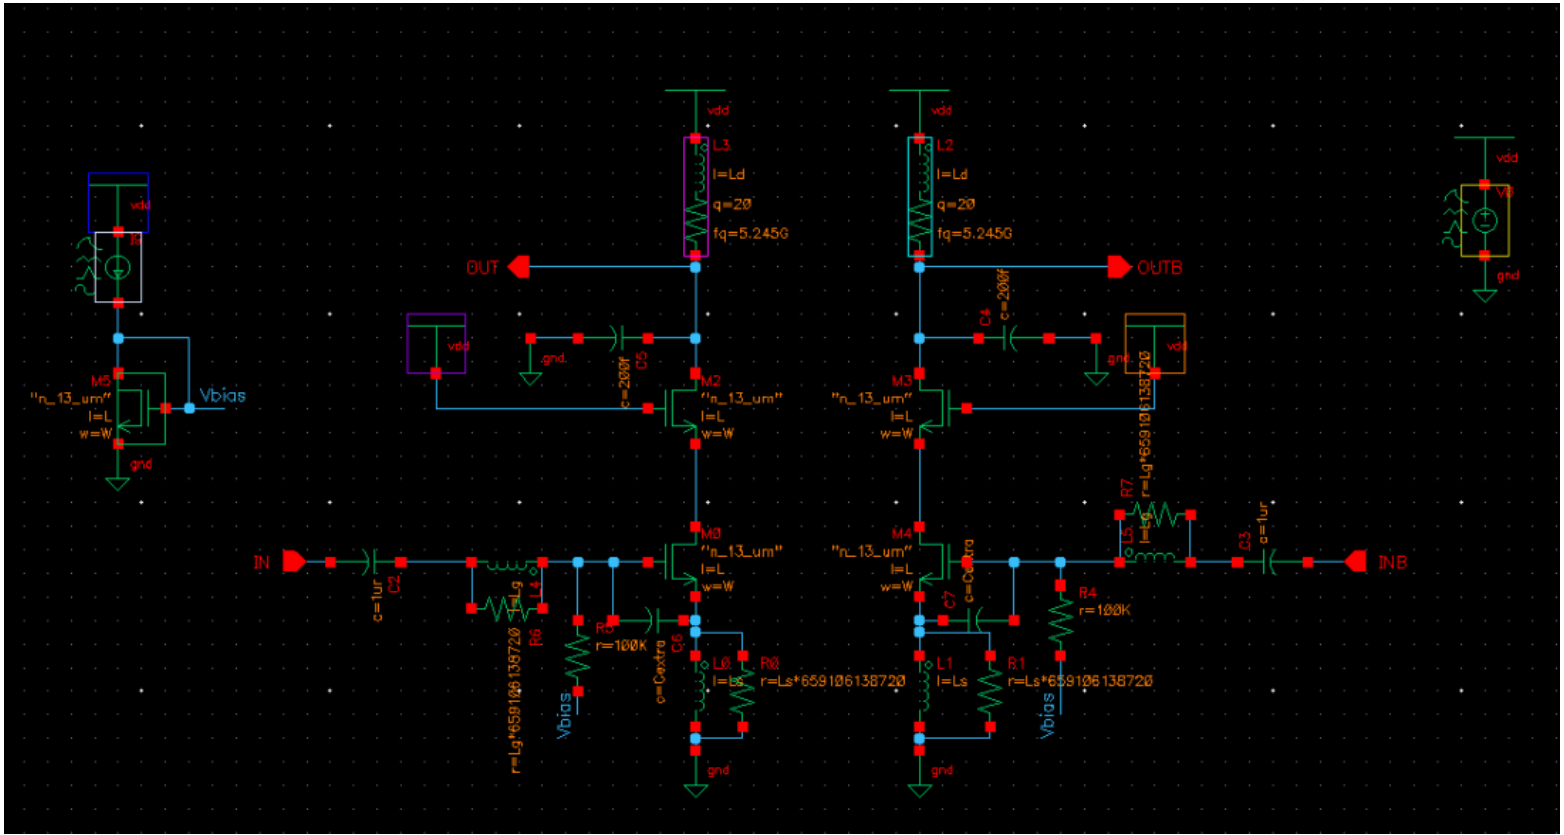 vdd
M5
"n_13_um"
l=L
w=W
gnd
Vbias
vdd
L3
l=Ld
q=20
fq=5.245G
OUT
vdd
gnd
C5
c=200f
M2
"n_13_um"
l=L
w=W
IN
C2
c=1ur
L4
l=Lg
R6
r=Lg*659106138720
r=100K
Vbias
M0
"n_13_um"
l=L
w=W
C6
c=Cextra
L0
l=Ls
R0
r=Ls*659106138720
gnd
vdd
L2
l=Ld
q=20
fq=5.245G
OUTB
C4
c=200f
gnd
vdd
M3
"n_13_um"
l=L
w=W
M4
"n_13_um"
l=L
w=W
C7
c=Cextra
L1
l=Ls
R1
r=Ls*659106138720
gnd
R4
r=100K
Vbias
R7
r=Lg*659106138720
L5
l=Lg
C3
c=1ur
INB
vdd
gnd